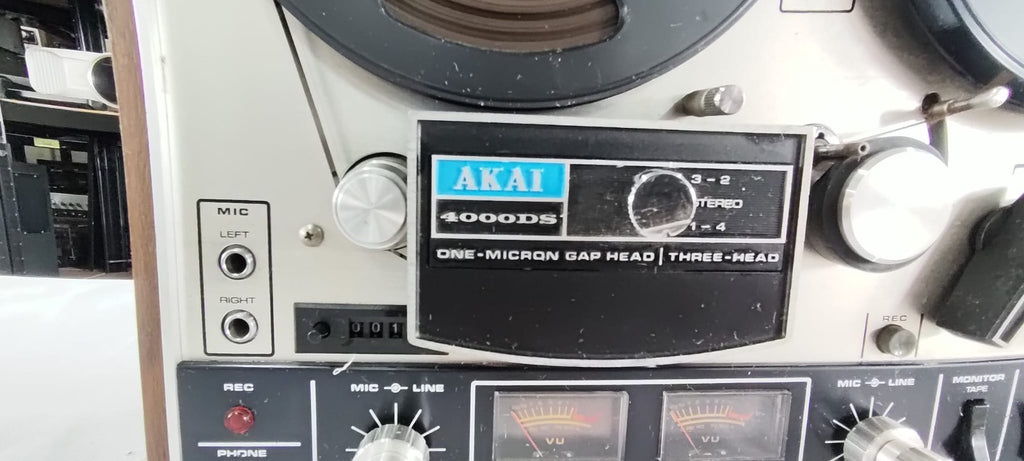 AKAI
4000DS
3-2
STEREO
1-4
ONE-MICRON GAP HEAD | THREE-HEAD
MIC
LEFT
RIGHT
001
REC
REC
PHONE
MIC LINE
VU
VU
MIC LINE
MONITOR
TAPE